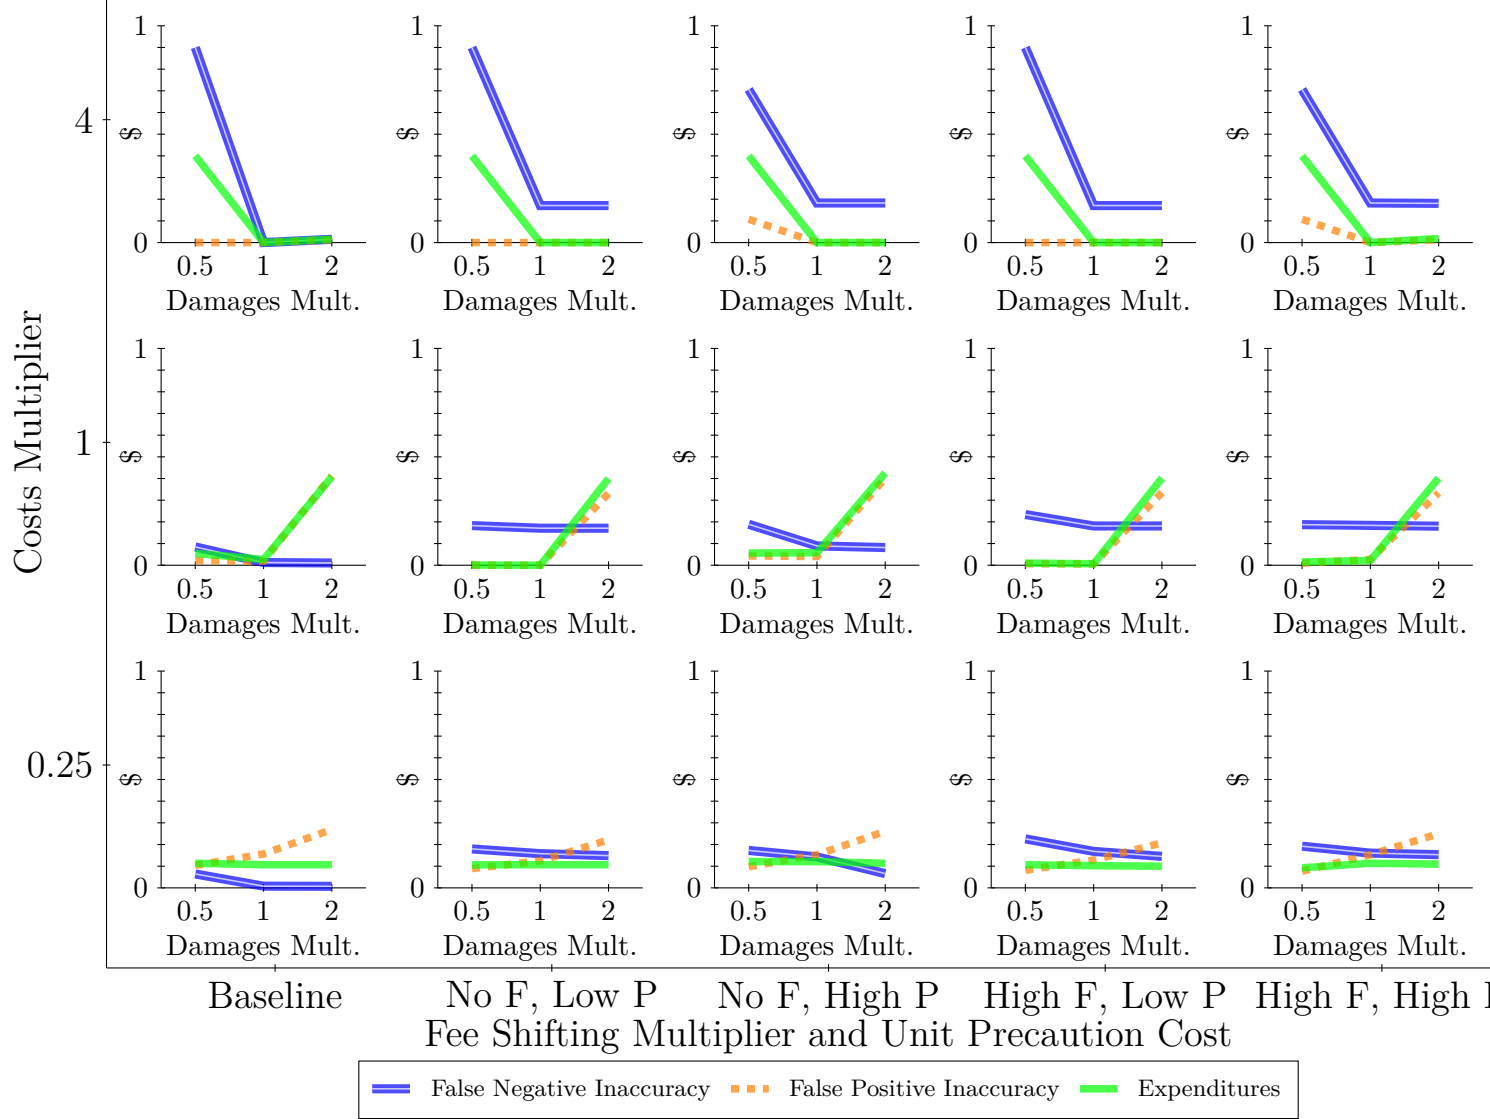 1
$
0
0.5 1 2
Damages Mult.
1
$
0
0.5 1 2
Damages Mult.
1
$
0
0.5 1 2
Damages Mult.
1
$
0
0.5 1 2
Damages Mult.
1
$
0
0.5 1 2
Damages Mult.
4
1
$
0
0.5 1 2
Damages Mult.
1
$
0
0.5 1 2
Damages Mult.
1
$
0
0.5 1 2
Damages Mult.
1
$
0
0.5 1 2
Damages Mult.
1
$
0
0.5 1 2
Damages Mult.
1
Costs Multiplier
1
$
0
0.5 1 2
Damages Mult.
1
$
0
0.5 1 2
Damages Mult.
1
$
0
0.5 1 2
Damages Mult.
1
$
0
0.5 1 2
Damages Mult.
1
$
0
0.5 1 2
Damages Mult.
0.25
Baseline
No F, Low P
No F, High P
High F, Low P
High F, High
Fee Shifting Multiplier and Unit Precaution Cost
False Negative Inaccuracy
False Positive Inaccuracy
Expenditures